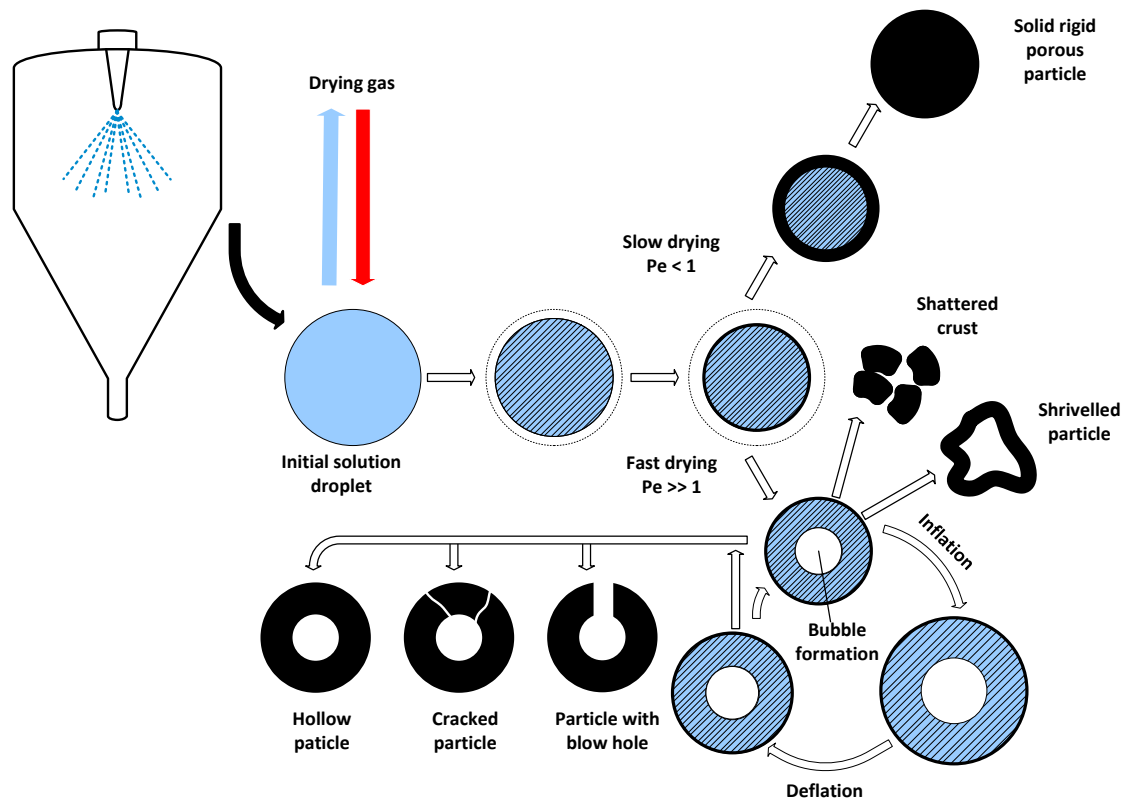 Solid rigid
porous
particle
Drying gas
Slow drying
Pe < 1
Shattered
crust
Shrivelled
particle
Initial solution
droplet
Fast drying
Pe >> 1
Inflation
Bubble
formation
Hollow
paticle
Cracked
particle
Particle with
blow hole
Deflation